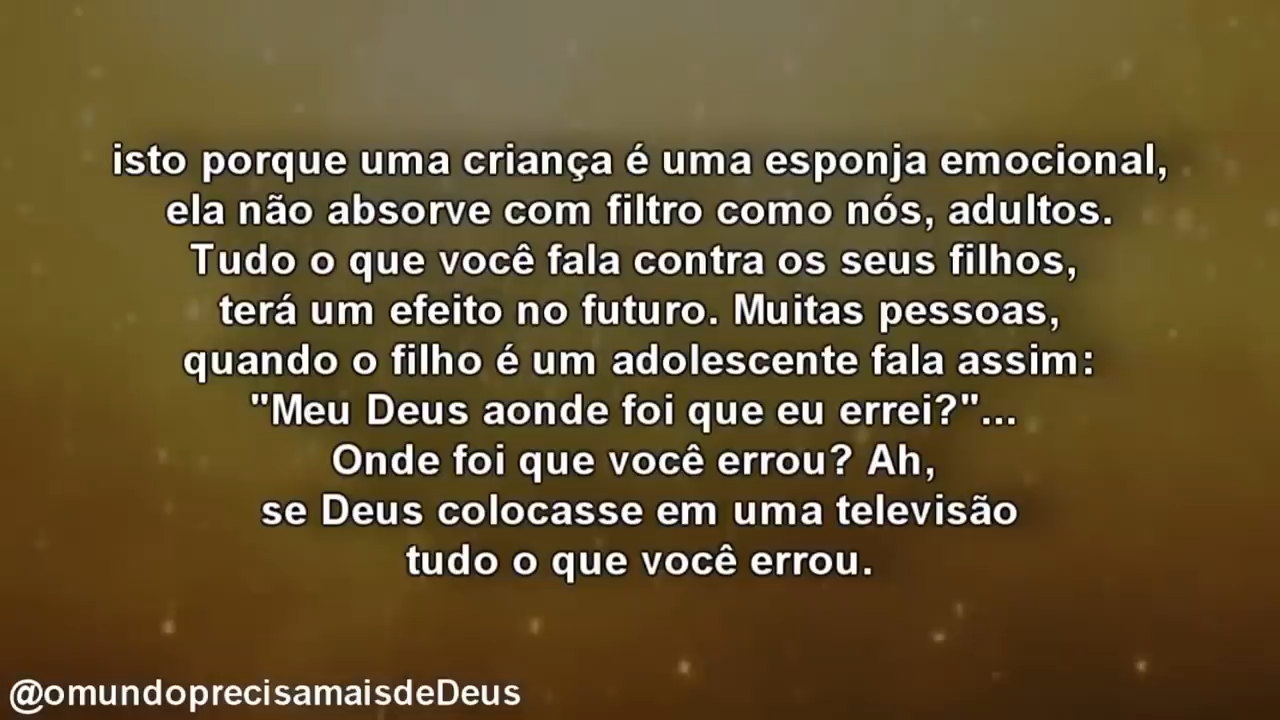 isto porque uma criança é uma esponja emocional,
ela não absorve com filtro como nós, adultos.
Tudo o que você fala contra os seus filhos,
terá um efeito no futuro. Muitas pessoas,
quando o filho é um adolescente fala assim:
"Meu Deus aonde foi que eu errei?"...
Onde foi que você errou? Ah,
se Deus colocasse em uma televisão
tudo o que você errou.
@omundoprecisamaisdeDeus